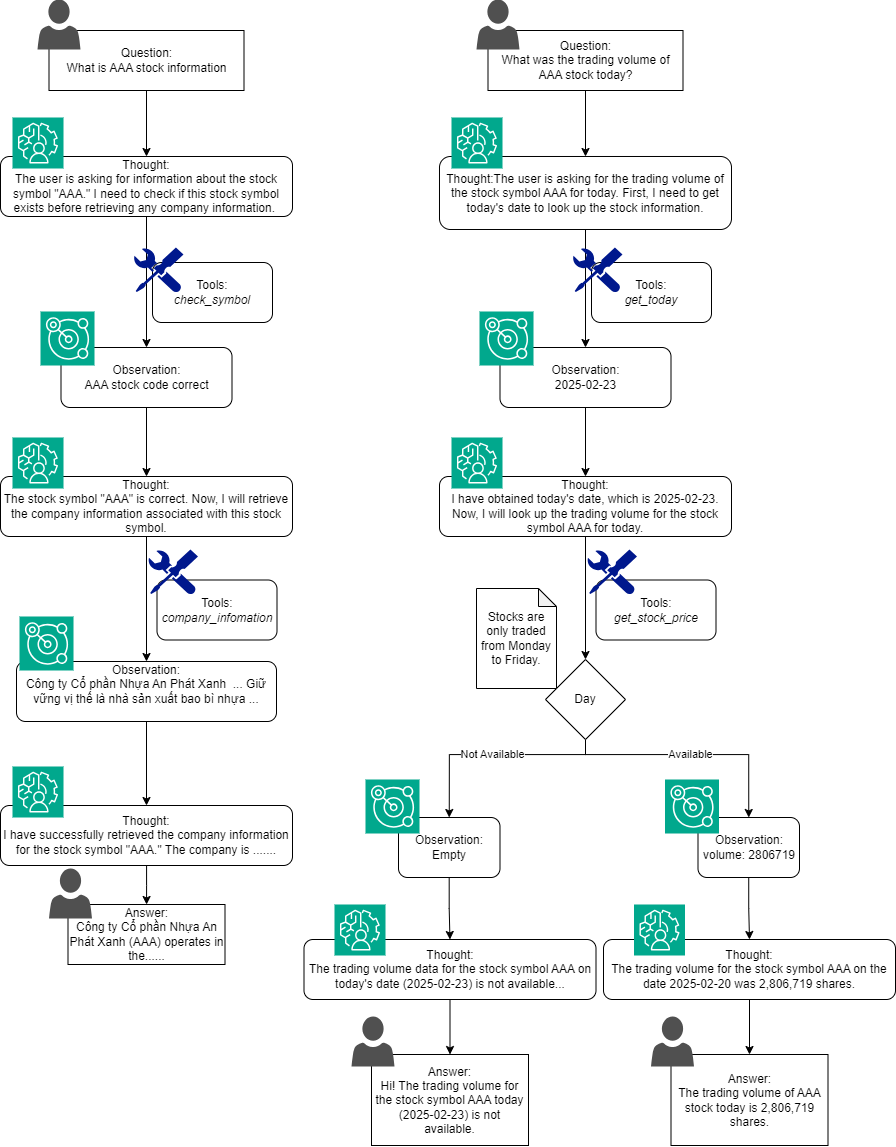 Question:
What is AAA stock information
Thought:
The user is asking for information about the stock
symbol "AAA." I need to check if this stock symbol
exists before retrieving any company information.
Tools:
check_symbol
Observation:
AAA stock code correct
Thought:
The stock symbol "AAA" is correct. Now, I will retrieve
the company information associated with this stock
symbol.
Tools:
company_infomation
Observation:
Công ty Cổ phần Nhựa An Phát Xanh ... Giữ
vững vị thế là nhà sản xuất bao bì nhựa ...
Thought:
I have successfully retrieved the company information
for the stock symbol "AAA." The company is .......
Answer:
Công ty Cổ phần Nhựa An
Phát Xanh (AAA) operates in
the......
Question:
What was the trading volume of
AAA stock today?
Thought:The user is asking for the trading volume of
the stock symbol AAA for today. First, I need to get
today's date to look up the stock information.
Tools:
get_today
Observation:
2025-02-23
Thought:
I have obtained today's date, which is 2025-02-23.
Now, I will look up the trading volume for the stock
symbol AAA for today.
Tools:
get_stock_price
Stocks are
only traded
from Monday
to Friday.
Day
Not Available
Available
Observation:
Empty
Thought:
The trading volume data for the stock symbol AAA on
today's date (2025-02-23) is not available...
Answer:
Hi! The trading volume for
the stock symbol AAA today
(2025-02-23) is not
available.
Observation:
volume: 2806719
Thought:
The trading volume for the stock symbol AAA on the
date 2025-02-20 was 2,806,719 shares.
Answer:
The trading volume of AAA
stock today is 2,806,719
shares.